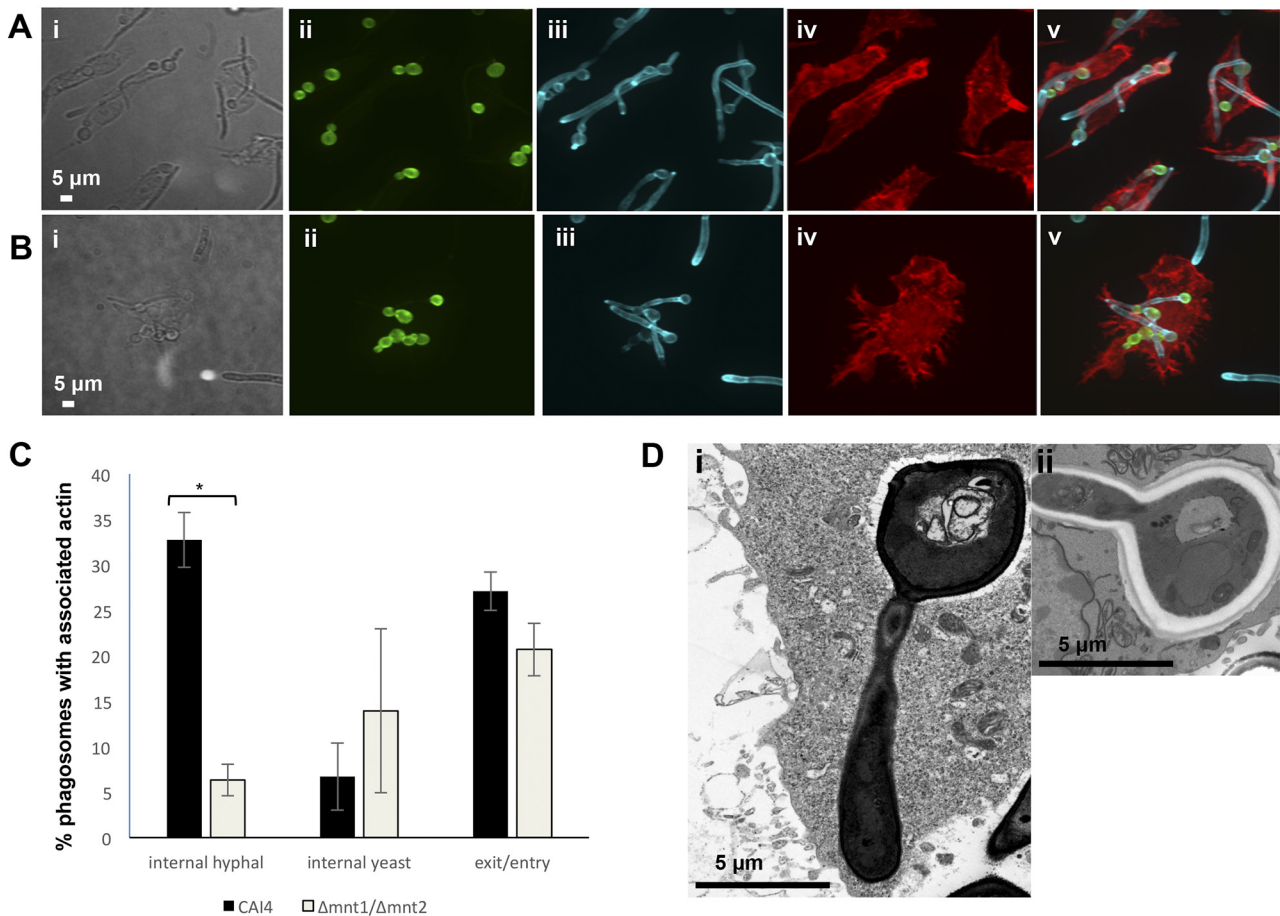 A
i
ii
iii
iv
v
5 μm
B
i
ii
iii
iv
v
5 μm
C
% phagosomes with associated actin
40
35
30
25
20
15
10
5
0
*
internal hyphal
internal yeast
exit/entry
CAI4
Δmnt1/Δmnt2
D
i
5 μm
ii
5 μm